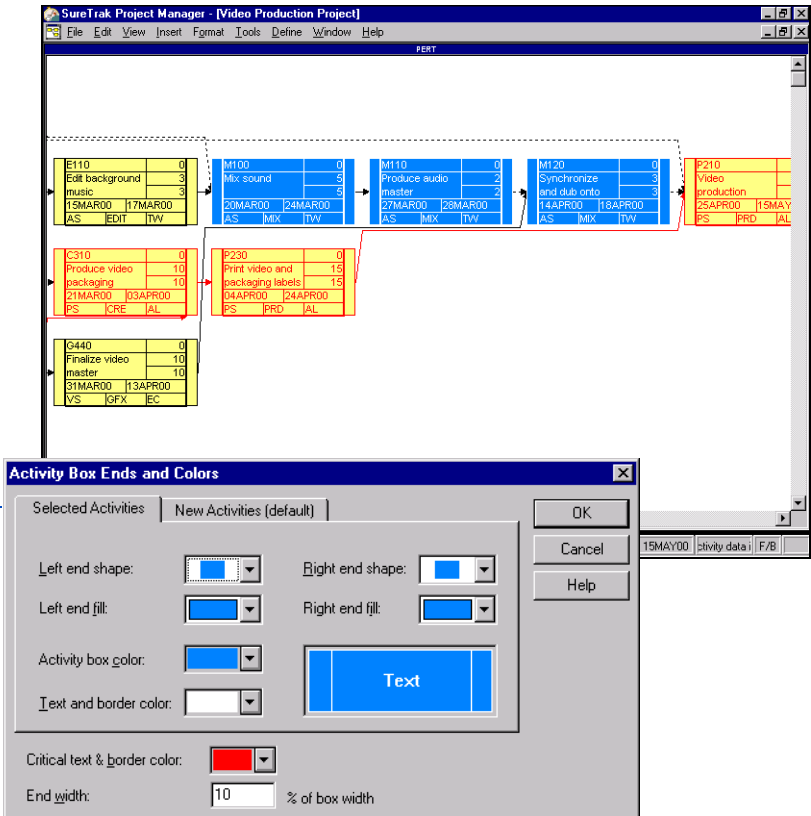 SureTrak Project Manager - [Video Production Project]
File Edit View Insert Format Tools Define Window Help
PERT
E110 0
Edit background 3
music 3
15MAR00 17MAR00
AS EDIT TW
M100 0
Mix sound 5
5
20MAR00 24MAR00
AS MIX TW
M110 0
Produce audio 2
master 2
27MAR00 28MAR00
AS MIX TW
M120 0
Synchronize 3
and dub onto 3
14APR00 18APR00
AS MIX TW
P210
Video
production
25APR00 15MAY
PS PRD AL
C310 0
Produce video 10
packaging 10
21MAR00 03APR00
PS CRE AL
P230 0
Print video and 15
packaging labels 15
04APR00 24APR00
PS PRD AL
G440 0
Finalize video 10
master 10
31MAR00 13APR00
VS GFX EC
15MAY00 ctivity data i F/B
Activity Box Ends and Colors
Selected Activities New Activities (default)
OK
Cancel
Help
Left end shape: Right end shape:
Left end fill: Right end fill:
Activity box color:
Text
Text and border color:
Critical text & border color:
End width: 10 % of box width